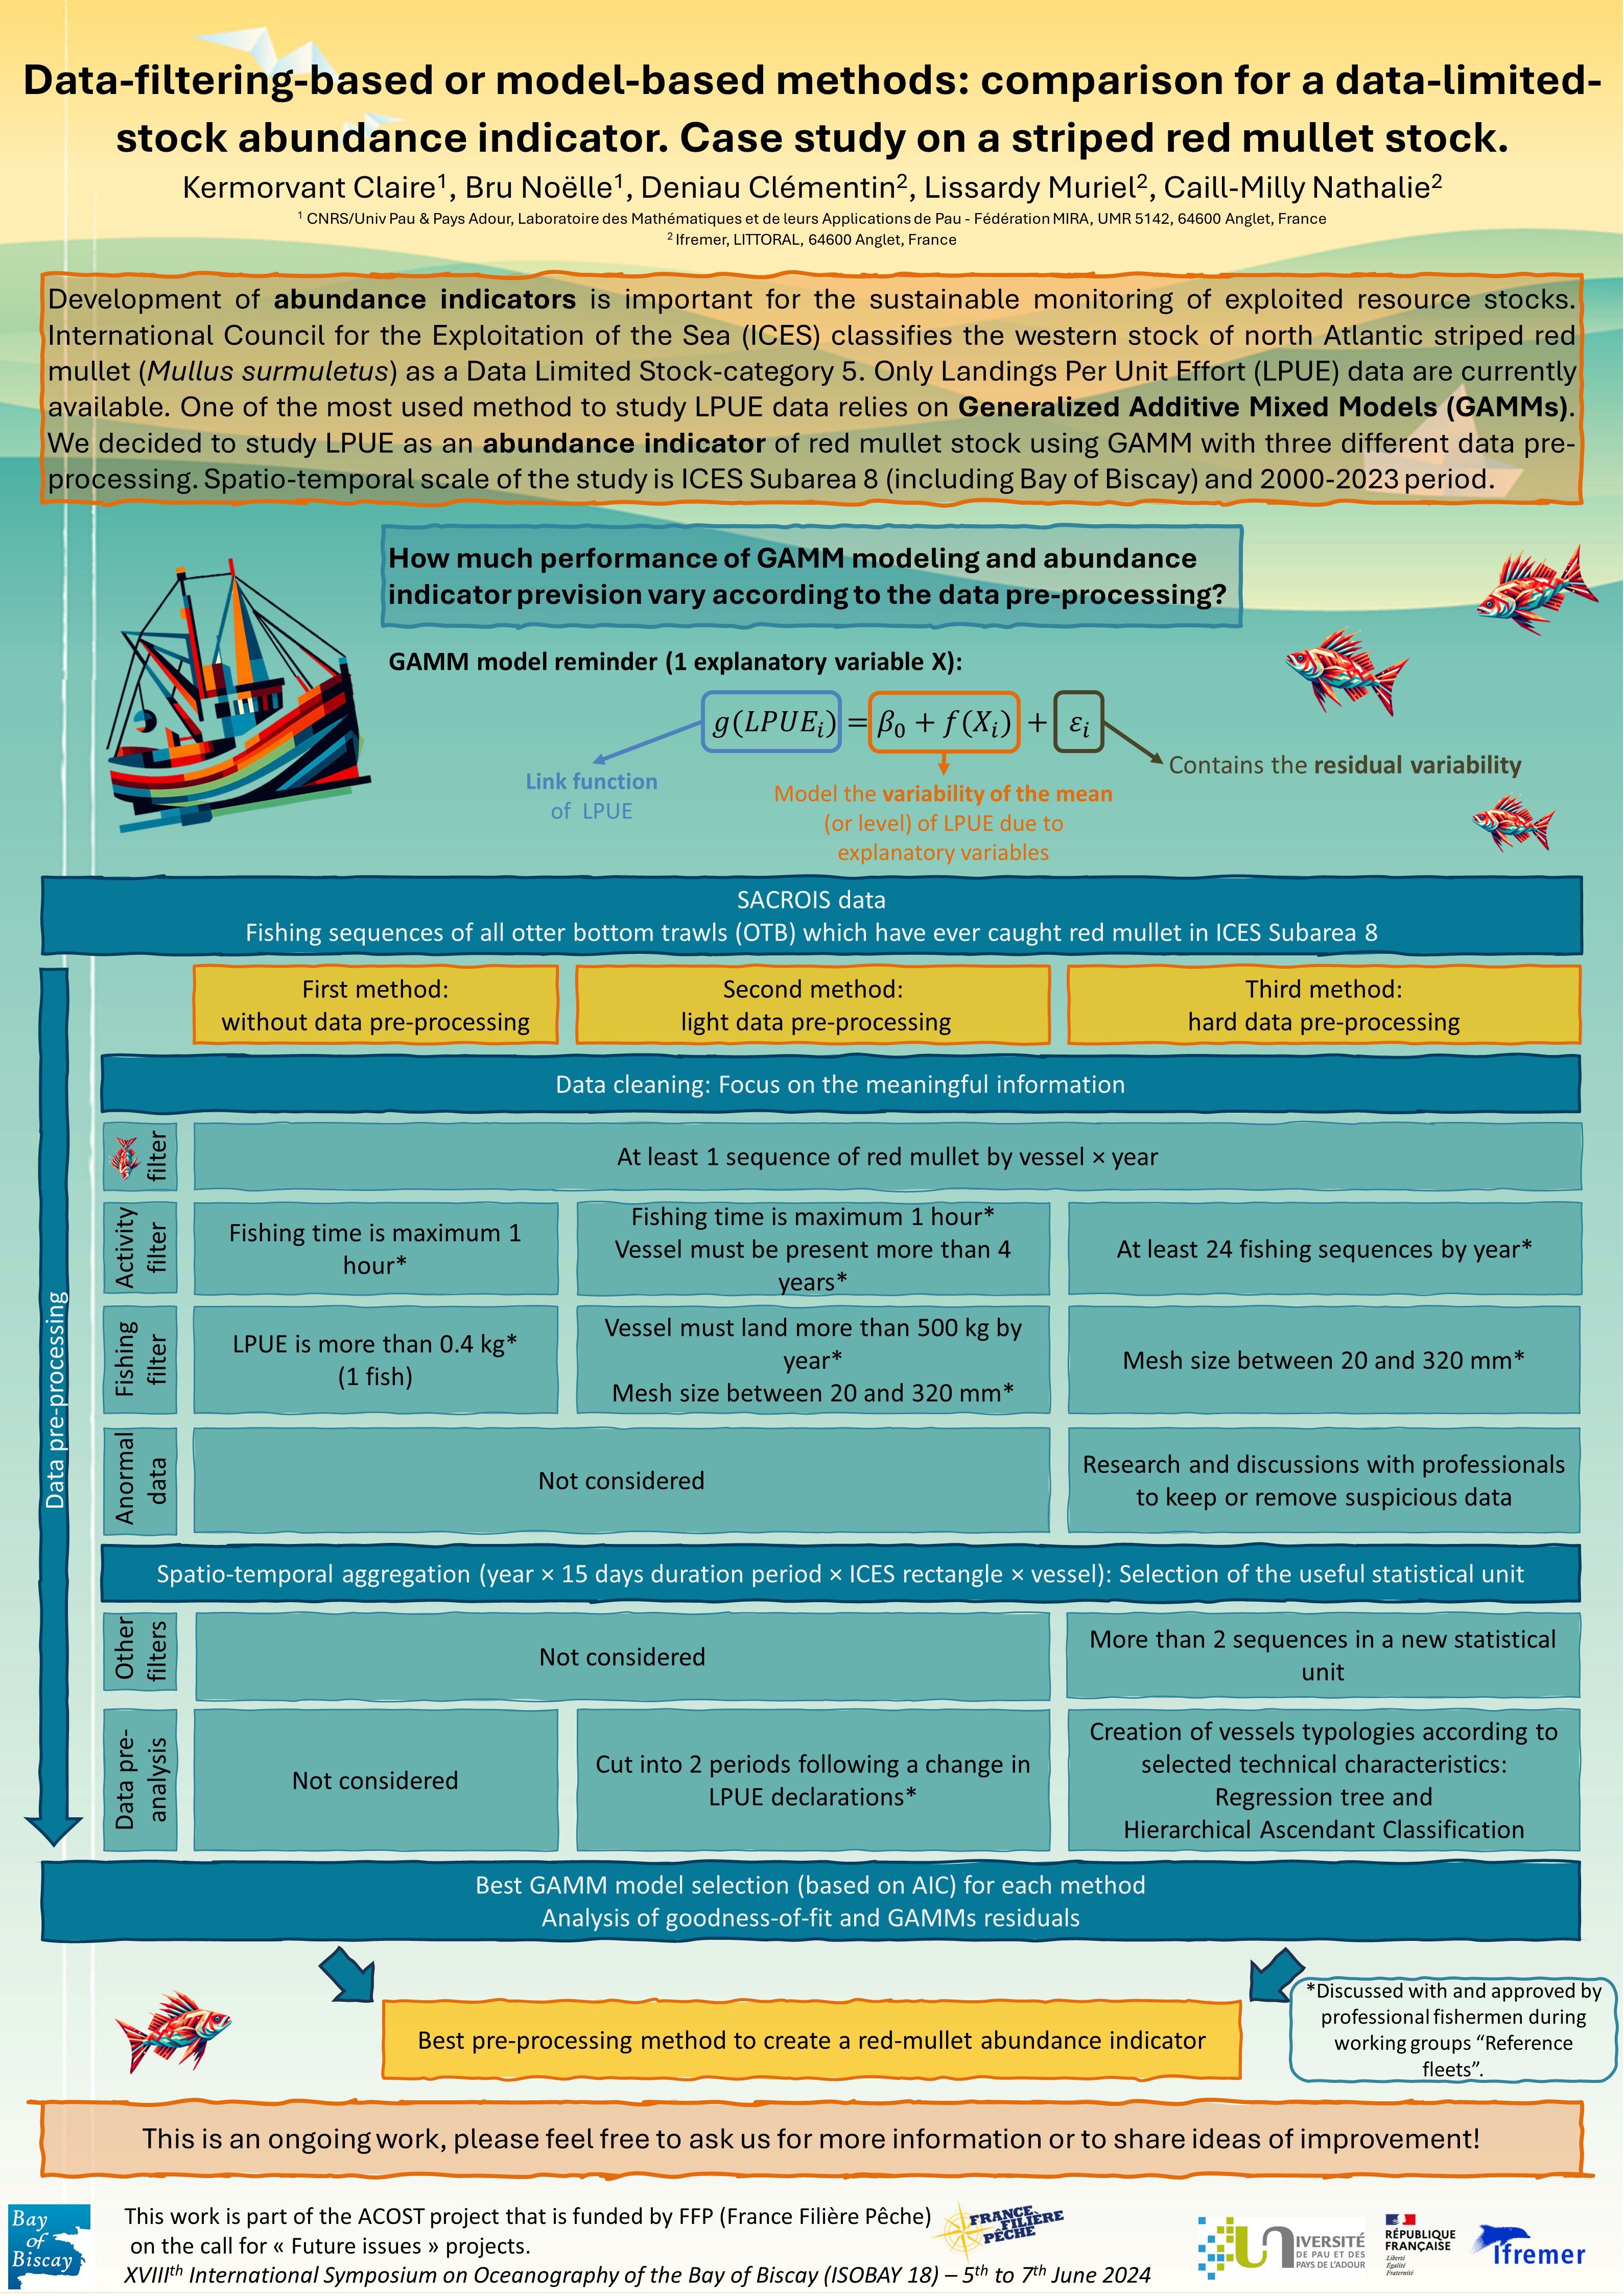 Data-filtering-based or model-based methods: comparison for a data-limited-
stock abundance indicator. Case study on a striped red mullet stock.
Kermorvant Claire¹, Bru Noëlle¹, Deniau Clémentin², Lissardy Muriel², Caill-Milly Nathalie²
¹ CNRS/Univ Pau & Pays Adour, Laboratoire des Mathématiques et de leurs Applications de Pau - Fédération MIRA, UMR 5142, 64600 Anglet, France
² Ifremer, LITTORAL, 64600 Anglet, France
Development of abundance indicators is important for the sustainable monitoring of exploited resource stocks.
International Council for the Exploitation of the Sea (ICES) classifies the western stock of north Atlantic striped red
mullet (Mullus surmuletus) as a Data Limited Stock-category 5. Only Landings Per Unit Effort (LPUE) data are currently
available. One of the most used method to study LPUE data relies on Generalized Additive Mixed Models (GAMMs).
We decided to study LPUE as an abundance indicator of red mullet stock using GAMM with three different data pre-
processing. Spatio-temporal scale of the study is ICES Subarea 8 (including Bay of Biscay) and 2000-2023 period.
How much performance of GAMM modeling and abundance
indicator prevision vary according to the data pre-processing?
GAMM model reminder (1 explanatory variable X):
g(LPUEᵢ) = β₀ + f(Xᵢ) + εᵢ
Link function
of LPUE
Model the variability of the mean
(or level) of LPUE due to
explanatory variables
Contains the residual variability
SACROIS data
Fishing sequences of all otter bottom trawls (OTB) which have ever caught red mullet in ICES Subarea 8
Data pre-processing
First method:
without data pre-processing
Second method:
light data pre-processing
Third method:
hard data pre-processing
Data cleaning: Focus on the meaningful information
filter
At least 1 sequence of red mullet by vessel × year
Activity
filter
Fishing time is maximum 1
hour*
Fishing time is maximum 1 hour*
Vessel must be present more than 4
years*
At least 24 fishing sequences by year*
Fishing
filter
LPUE is more than 0.4 kg*
(1 fish)
Vessel must land more than 500 kg by
year*
Mesh size between 20 and 320 mm*
Mesh size between 20 and 320 mm*
Anormal
data
Not considered
Research and discussions with professionals
to keep or remove suspicious data
Spatio-temporal aggregation (year × 15 days duration period × ICES rectangle × vessel): Selection of the useful statistical unit
Other
filters
Not considered
More than 2 sequences in a new statistical
unit
Data pre-
analysis
Not considered
Cut into 2 periods following a change in
LPUE declarations*
Creation of vessels typologies according to
selected technical characteristics:
Regression tree and
Hierarchical Ascendant Classification
Best GAMM model selection (based on AIC) for each method
Analysis of goodness-of-fit and GAMMs residuals
Best pre-processing method to create a red-mullet abundance indicator
*Discussed with and approved by
professional fishermen during
working groups “Reference
fleets”.
This is an ongoing work, please feel free to ask us for more information or to share ideas of improvement!
Bay
of
Biscay
This work is part of the ACOST project that is funded by FFP (France Filière Pêche)
on the call for « Future issues » projects.
XVIIIth International Symposium on Oceanography of the Bay of Biscay (ISOBAY 18) – 5th to 7th June 2024
FRANCE
FILIÈRE
PÊCHE
UNIVERSITÉ
DE PAU ET DES
PAYS DE L'ADOUR
RÉPUBLIQUE
FRANÇAISE
Liberté
Égalité
Fraternité
Ifremer